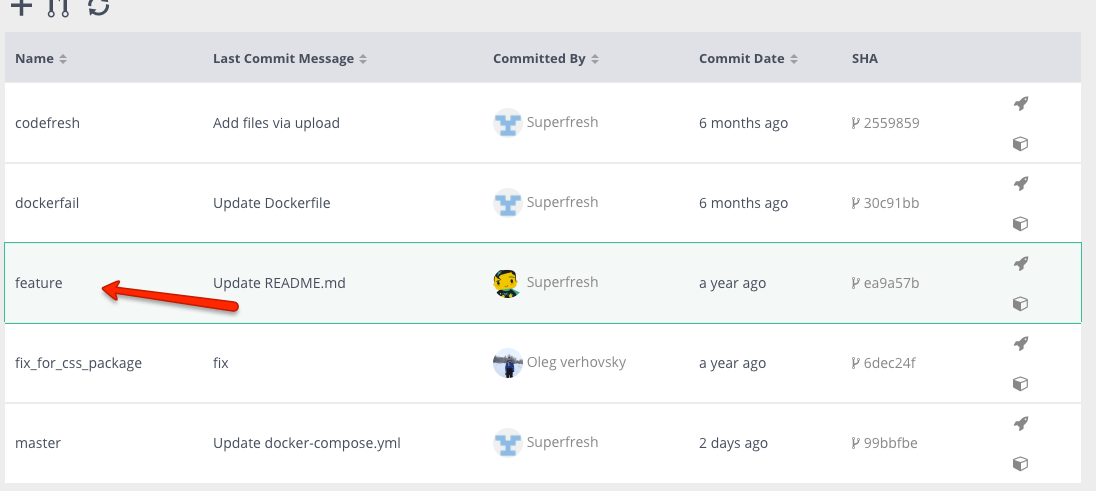 Name Last Commit Message Committed By Commit Date SHA
codefresh Add files via upload Superfresh 6 months ago 2559859
dockerfail Update Dockerfile Superfresh 6 months ago 30c91bb
feature Update README.md Superfresh a year ago ea9a57b
fix_for_css_package fix Oleg verhovsky a year ago 6dec24f
master Update docker-compose.yml Superfresh 2 days ago 99bbfbe